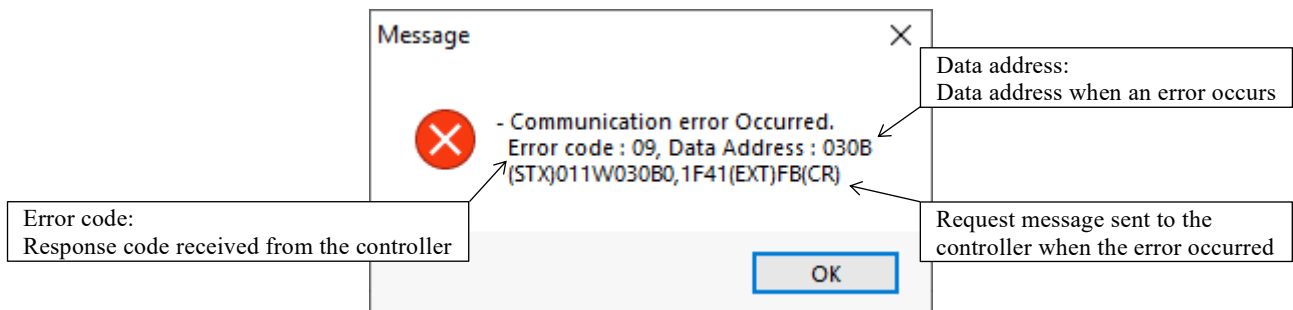 Message
Data address:
Data address when an error occurs
- Communication error Occurred.
Error code : 09, Data Address : 030B
(STX)011W030B0,1F41(EXT)FB(CR)
Error code:
Response code received from the controller
Request message sent to the
controller when the error occurred
OK